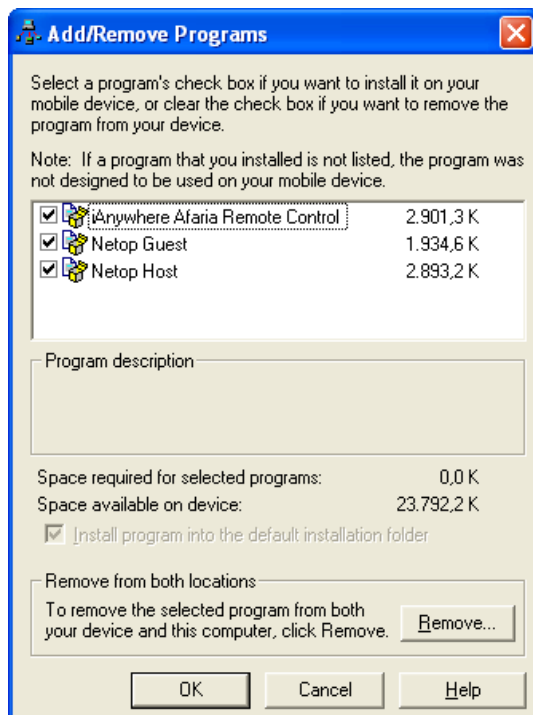 Add/Remove Programs
Select a program's check box if you want to install it on your
mobile device, or clear the check box if you want to remove the
program from your device.
Note: If a program that you installed is not listed, the program was
not designed to be used on your mobile device.
iAnywhere Afaria Remote Control 2.901,3 K
Netop Guest 1.934,6 K
Netop Host 2.893,2 K
Program description
Space required for selected programs: 0,0 K
Space available on device: 23.792,2 K
Install program into the default installation folder
Remove from both locations
To remove the selected program from both
your device and this computer, click Remove.
Remove...
OK Cancel Help